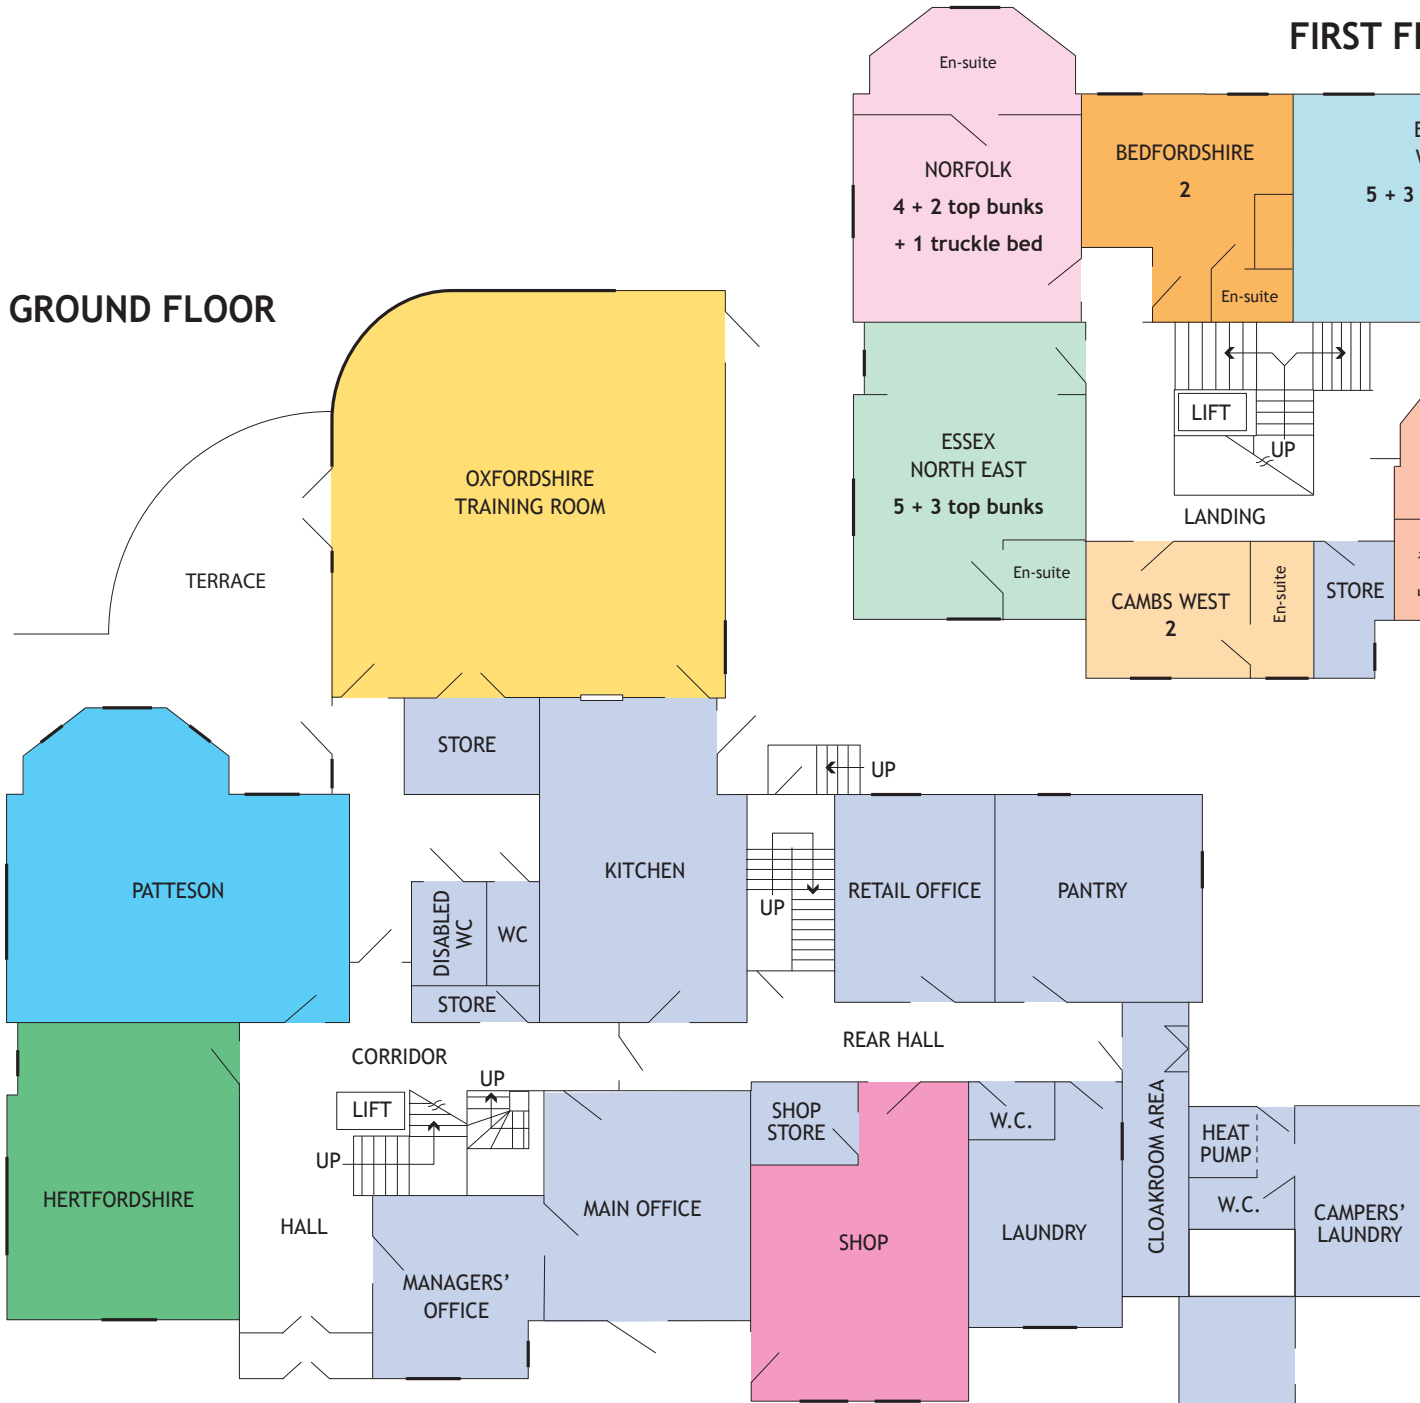 FIRST
En-suite
BEDFORDSHIRE
2
NORFOLK
4 + 2 top bunks
+ 1 truckle bed
5 + 3
En-suite
GROUND FLOOR
LIFT
UP
ESSEX
NORTH EAST
5 + 3 top bunks
LANDING
En-suite
CAMBS WEST
2
En-suite
STORE
OXFORDSHIRE
TRAINING ROOM
TERRACE
STORE
UP
PATTESON
KITCHEN
UP
RETAIL OFFICE
PANTRY
DISABLED
WC
WC
STORE
CORRIDOR
REAR HALL
UP
LIFT
UP
SHOP
STORE
W.C.
CLOAKROOM AREA
HEAT
PUMP
W.C.
HERTFORDSHIRE
HALL
MAIN OFFICE
SHOP
LAUNDRY
CAMPERS’
LAUNDRY
MANAGERS’
OFFICE